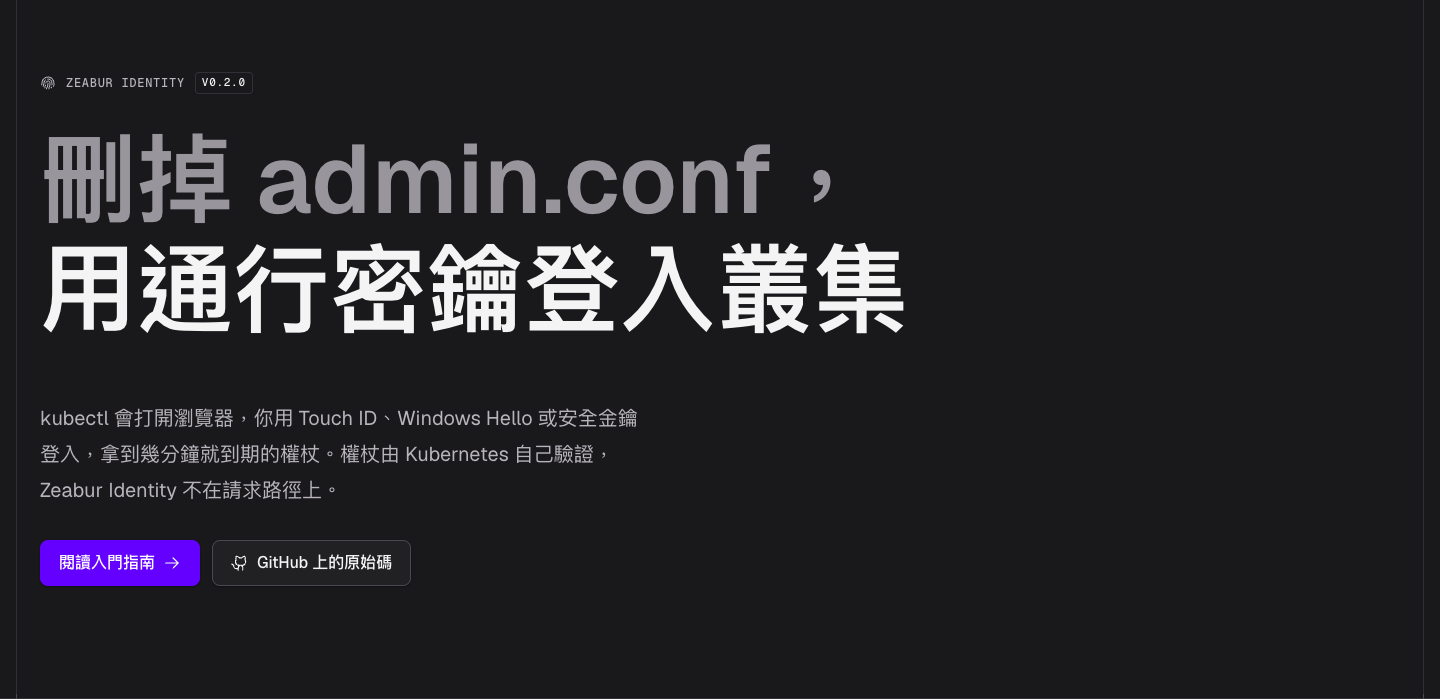 ZEABUR IDENTITY V0.2.0
刪掉 admin.conf，
用通行密鑰登入叢集
kubectl 會打開瀏覽器，你用 Touch ID、Windows Hello 或安全金鑰
登入，拿到幾分鐘就到期的權杖。權杖由 Kubernetes 自己驗證，
Zeabur Identity 不在請求路徑上。
閱讀入門指南 →
GitHub 上的原始碼